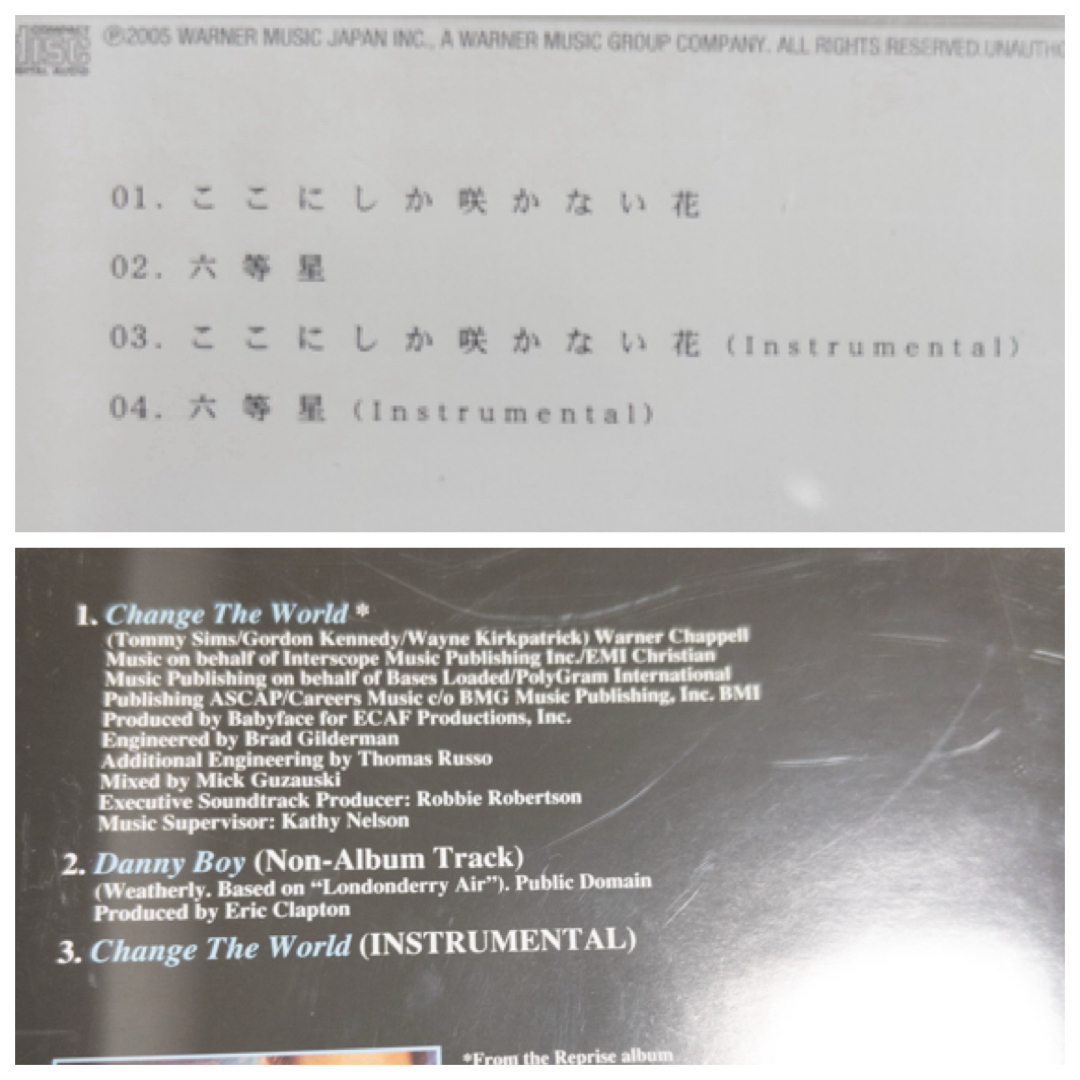 COMPACT
DISC
DIGITAL AUDIO
Ⓟ2005 WARNER MUSIC JAPAN INC., A WARNER MUSIC GROUP COMPANY. ALL RIGHTS RESERVED.UNAUTHO
01. ここにしか咲かない花
02. 六等星
03. ここにしか咲かない花 (Instrumental)
04. 六等星 (Instrumental)
1. Change The World *
(Tommy Sims/Gordon Kennedy/Wayne Kirkpatrick) Warner Chappell
Music on behalf of Interscope Music Publishing Inc./EMI Christian
Music Publishing on behalf of Bases Loaded/PolyGram International
Publishing ASCAP/Careers Music c/o BMG Music Publishing, Inc. BMI
Produced by Babyface for ECAF Productions, Inc.
Engineered by Brad Gilderman
Additional Engineering by Thomas Russo
Mixed by Mick Guzauski
Executive Soundtrack Producer: Robbie Robertson
Music Supervisor: Kathy Nelson
2. Danny Boy (Non-Album Track)
(Weatherly. Based on “Londonderry Air”). Public Domain
Produced by Eric Clapton
3. Change The World (INSTRUMENTAL)
*From the Reprise album